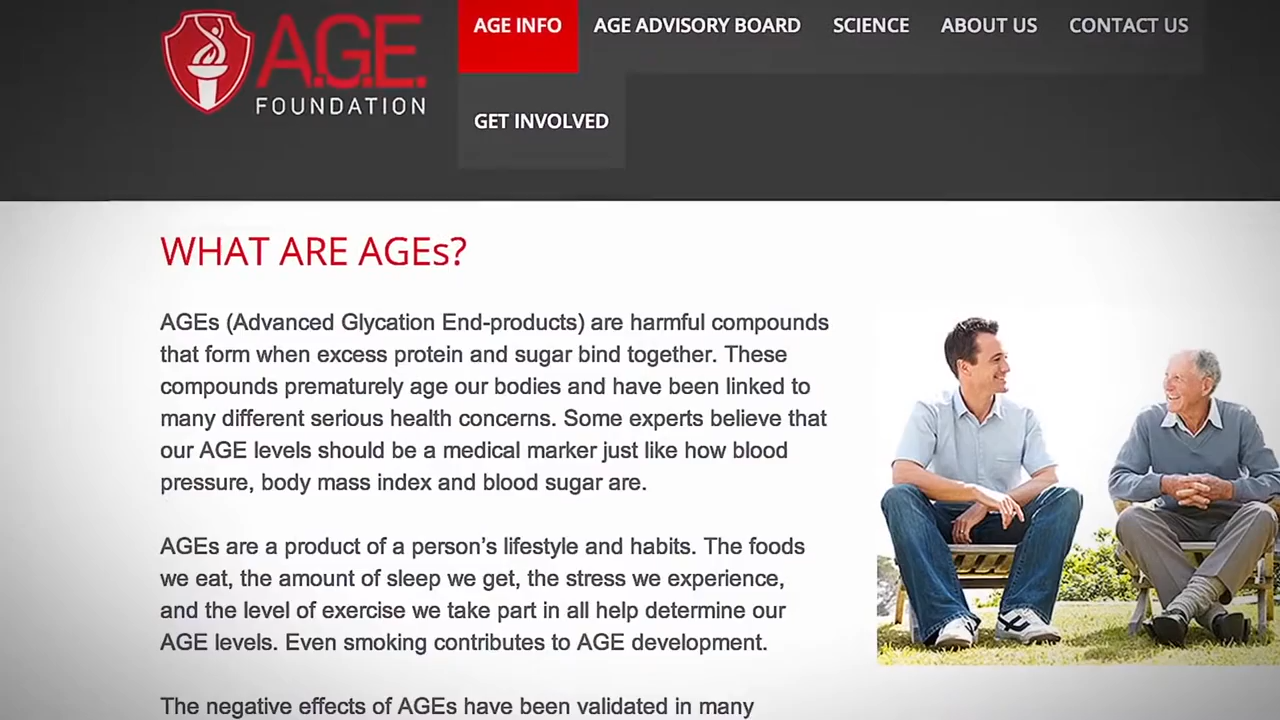 A.G.E.
FOUNDATION
AGE INFO
AGE ADVISORY BOARD
SCIENCE
ABOUT US
CONTACT US
GET INVOLVED
WHAT ARE AGEs?
AGEs (Advanced Glycation End-products) are harmful compounds
that form when excess protein and sugar bind together. These
compounds prematurely age our bodies and have been linked to
many different serious health concerns. Some experts believe that
our AGE levels should be a medical marker just like how blood
pressure, body mass index and blood sugar are.
AGEs are a product of a person’s lifestyle and habits. The foods
we eat, the amount of sleep we get, the stress we experience,
and the level of exercise we take part in all help determine our
AGE levels. Even smoking contributes to AGE development.
The negative effects of AGEs have been validated in many